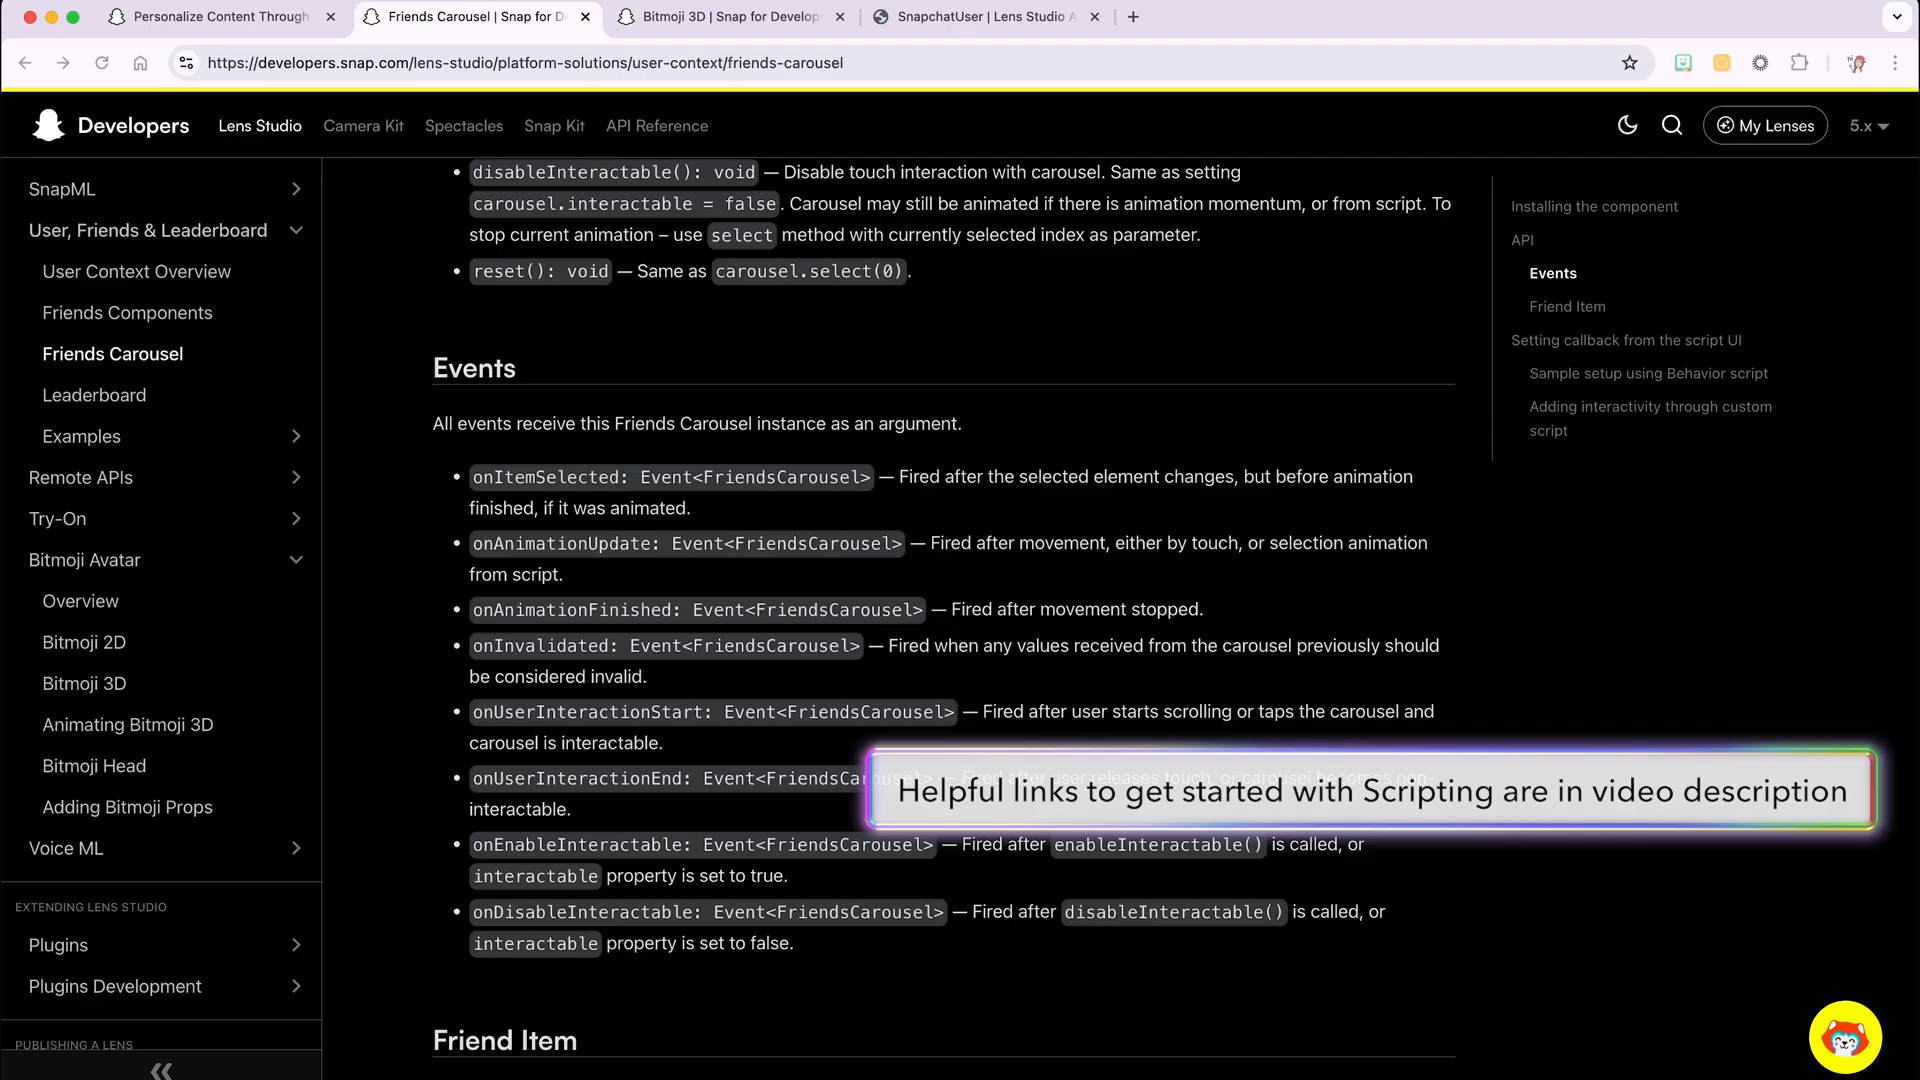 Personalize Content Through
Friends Carousel | Snap for D
Bitmoji 3D | Snap for Develop
SnapchatUser | Lens Studio A
https://developers.snap.com/lens-studio/platform-solutions/user-context/friends-carousel
Developers
Lens Studio
Camera Kit
Spectacles
Snap Kit
API Reference
My Lenses
5.x
SnapML
User, Friends & Leaderboard
User Context Overview
Friends Components
Friends Carousel
Leaderboard
Examples
Remote APIs
Try-On
Bitmoji Avatar
Overview
Bitmoji 2D
Bitmoji 3D
Animating Bitmoji 3D
Bitmoji Head
Adding Bitmoji Props
Voice ML
EXTENDING LENS STUDIO
Plugins
Plugins Development
PUBLISHING A LENS
• disableInteractable(): void — Disable touch interaction with carousel. Same as setting
carousel.interactable = false. Carousel may still be animated if there is animation momentum, or from script. To
stop current animation – use select method with currently selected index as parameter.
• reset(): void — Same as carousel.select(0).
Events
All events receive this Friends Carousel instance as an argument.
• onItemSelected: Event<FriendsCarousel> — Fired after the selected element changes, but before animation
finished, if it was animated.
• onAnimationUpdate: Event<FriendsCarousel> — Fired after movement, either by touch, or selection animation
from script.
• onAnimationFinished: Event<FriendsCarousel> — Fired after movement stopped.
• onInvalidated: Event<FriendsCarousel> — Fired when any values received from the carousel previously should
be considered invalid.
• onUserInteractionStart: Event<FriendsCarousel> — Fired after user starts scrolling or taps the carousel and
carousel is interactable.
• onUserInteractionEnd: Event<FriendsCarousel> — Fired after user releases touch, or carousel becomes non-
interactable.
• onEnableInteractable: Event<FriendsCarousel> — Fired after enableInteractable() is called, or
interactable property is set to true.
• onDisableInteractable: Event<FriendsCarousel> — Fired after disableInteractable() is called, or
interactable property is set to false.
Friend Item
Helpful links to get started with Scripting are in video description
Installing the component
API
Events
Friend Item
Setting callback from the script UI
Sample setup using Behavior script
Adding interactivity through custom
script